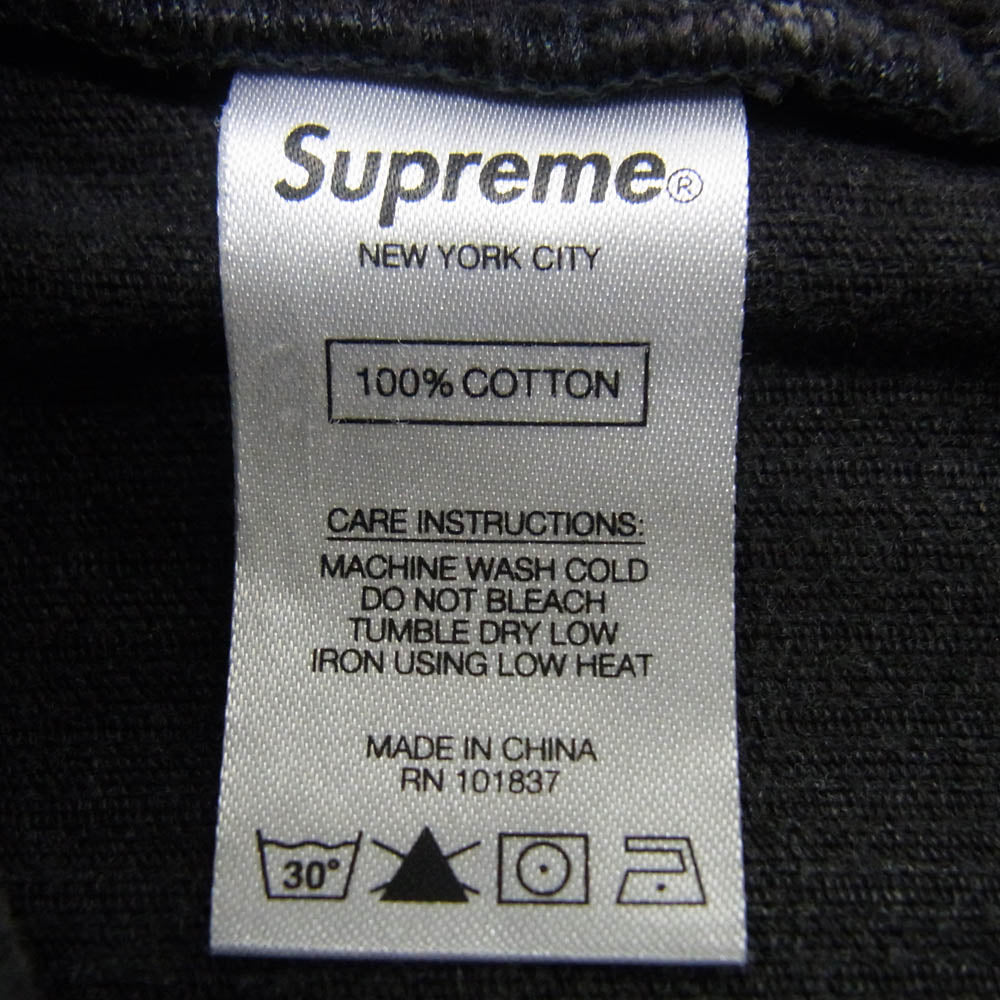 Supreme®
NEW YORK CITY
100% COTTON
CARE INSTRUCTIONS:
MACHINE WASH COLD
DO NOT BLEACH
TUMBLE DRY LOW
IRON USING LOW HEAT
MADE IN CHINA
RN 101837
30°